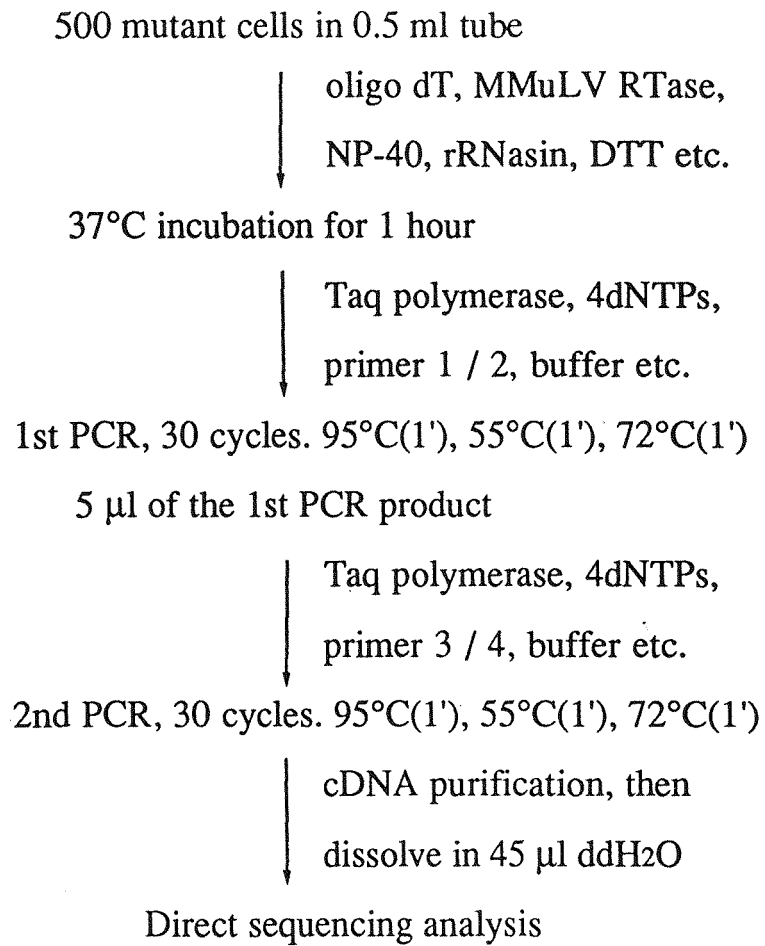 500 mutant cells in 0.5 ml tube
oligo dT, MMuLV RTase,
NP-40, rRNasin, DTT etc.
37°C incubation for 1 hour
Taq polymerase, 4dNTPs,
primer 1 / 2, buffer etc.
1st PCR, 30 cycles. 95°C(1'), 55°C(1'), 72°C(1')
5 µl of the 1st PCR product
Taq polymerase, 4dNTPs,
primer 3 / 4, buffer etc.
2nd PCR, 30 cycles. 95°C(1'), 55°C(1'), 72°C(1')
cDNA purification, then
dissolve in 45 µl ddH2O
Direct sequencing analysis